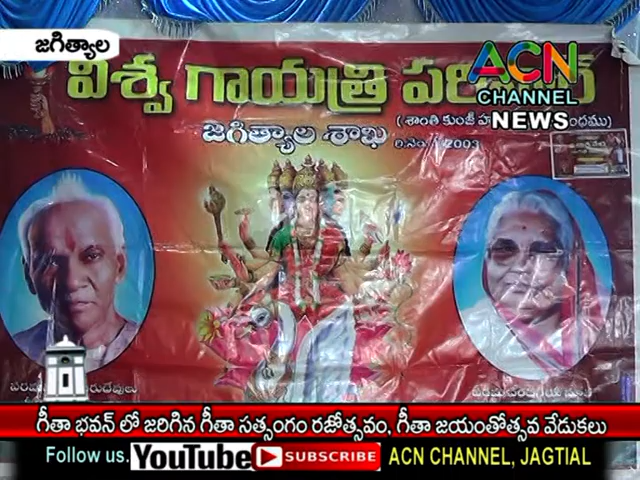 జగిత్యాల
విశ్వ గాయత్రి
ACN
CHANNEL
NEWS
జగిత్యాల శాఖ
గీతా భవన్ లో జరిగిన గీతా సత్సంగం రజోత్సవం, గీతా జయంతోత్సవ వేడుకలు
Follow us. YouTube SUBSCRIBE ACN CHANNEL, JAGTIAL